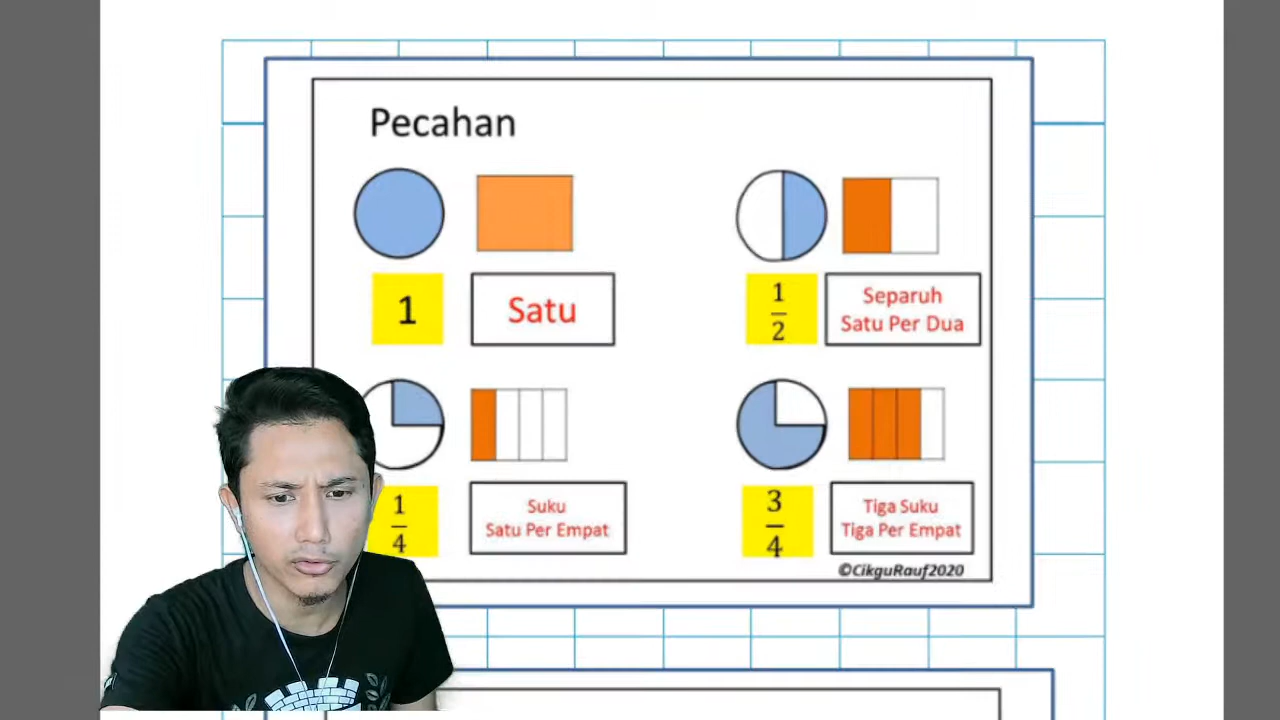 Pecahan
1
Satu
1
2
Separuh
Satu Per Dua
1
4
Suku
Satu Per Empat
3
4
Tiga Suku
Tiga Per Empat
©CikguRauf2020